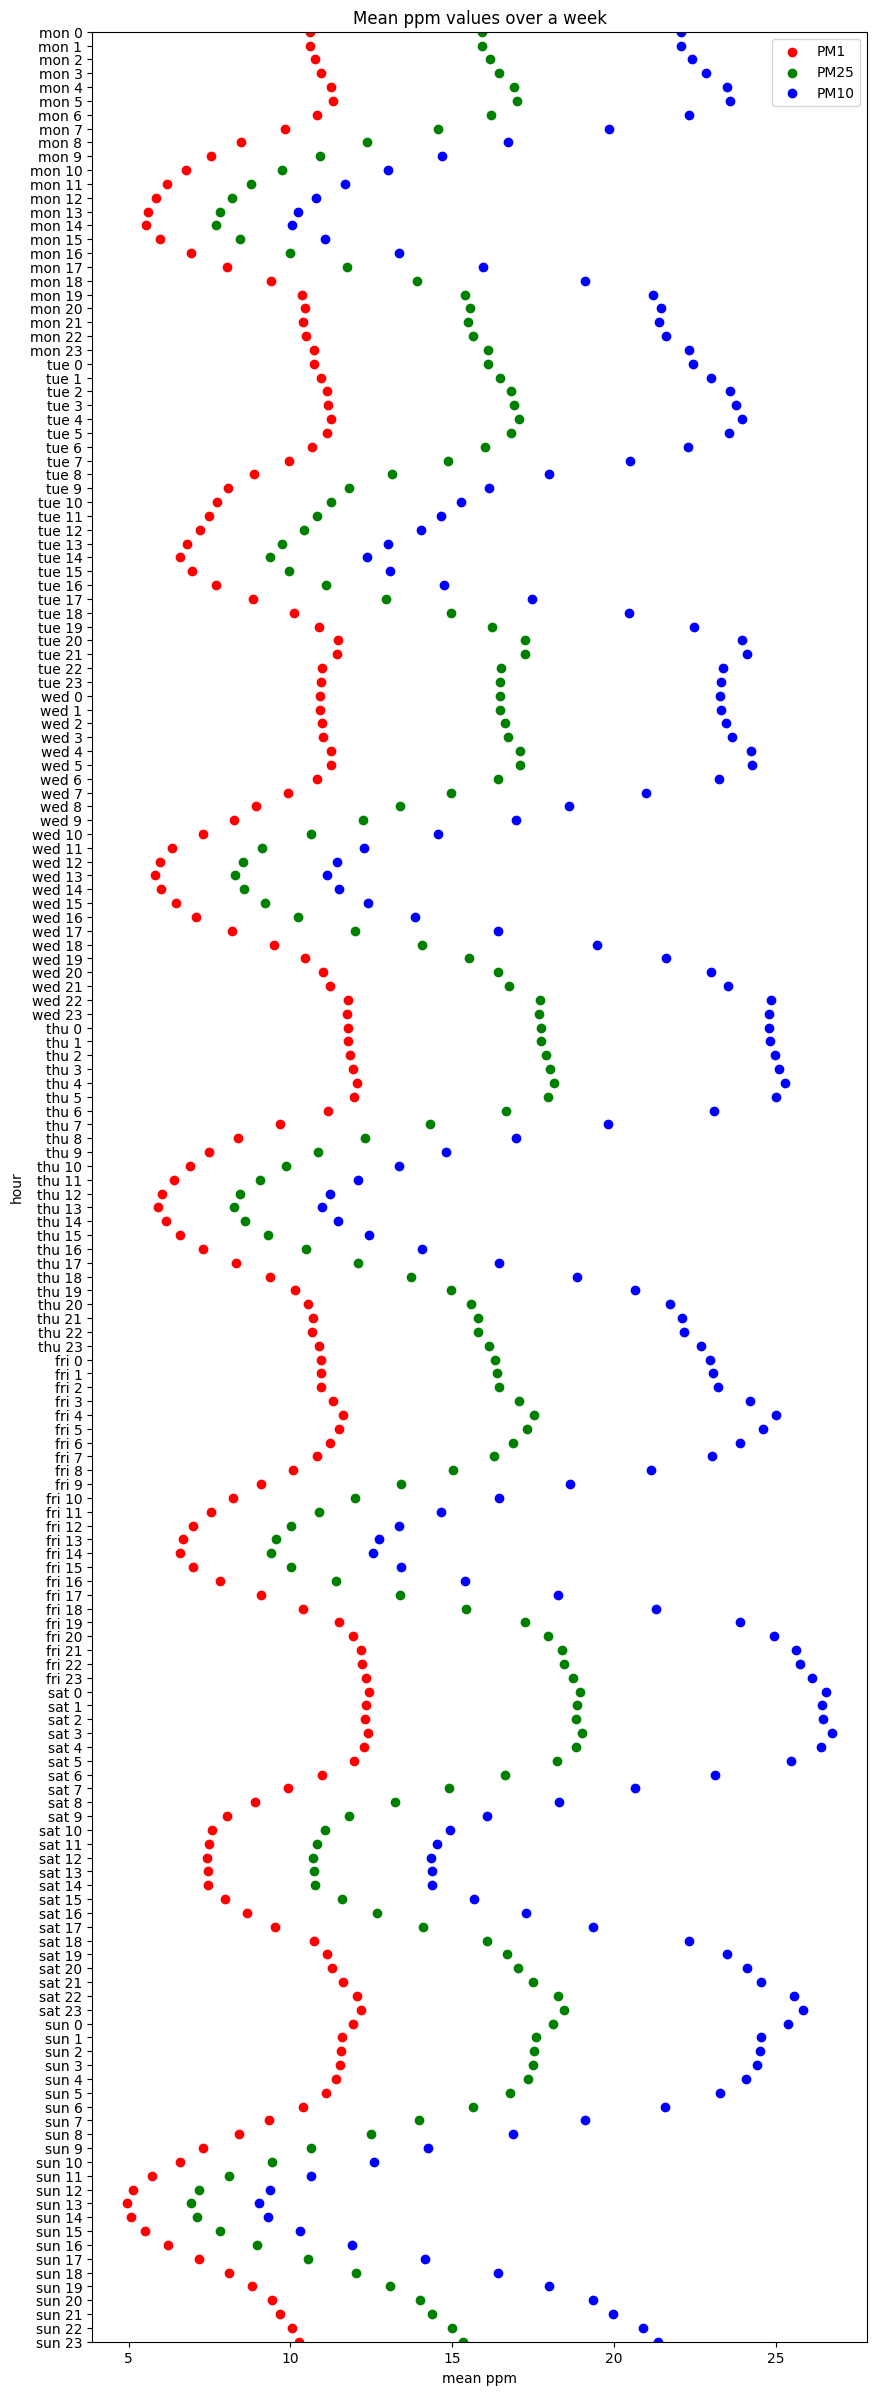 Mean ppm values over a week
PM1
PM25
PM10
mon 0
mon 1
mon 2
mon 3
mon 4
mon 5
mon 6
mon 7
mon 8
mon 9
mon 10
mon 11
mon 12
mon 13
mon 14
mon 15
mon 16
mon 17
mon 18
mon 19
mon 20
mon 21
mon 22
mon 23
tue 0
tue 1
tue 2
tue 3
tue 4
tue 5
tue 6
tue 7
tue 8
tue 9
tue 10
tue 11
tue 12
tue 13
tue 14
tue 15
tue 16
tue 17
tue 18
tue 19
tue 20
tue 21
tue 22
tue 23
wed 0
wed 1
wed 2
wed 3
wed 4
wed 5
wed 6
wed 7
wed 8
wed 9
wed 10
wed 11
wed 12
wed 13
wed 14
wed 15
wed 16
wed 17
wed 18
wed 19
wed 20
wed 21
wed 22
wed 23
thu 0
thu 1
thu 2
thu 3
thu 4
thu 5
thu 6
thu 7
thu 8
thu 9
thu 10
thu 11
thu 12
thu 13
thu 14
thu 15
thu 16
thu 17
thu 18
thu 19
thu 20
thu 21
thu 22
thu 23
fri 0
fri 1
fri 2
fri 3
fri 4
fri 5
fri 6
fri 7
fri 8
fri 9
fri 10
fri 11
fri 12
fri 13
fri 14
fri 15
fri 16
fri 17
fri 18
fri 19
fri 20
fri 21
fri 22
fri 23
sat 0
sat 1
sat 2
sat 3
sat 4
sat 5
sat 6
sat 7
sat 8
sat 9
sat 10
sat 11
sat 12
sat 13
sat 14
sat 15
sat 16
sat 17
sat 18
sat 19
sat 20
sat 21
sat 22
sat 23
sun 0
sun 1
sun 2
sun 3
sun 4
sun 5
sun 6
sun 7
sun 8
sun 9
sun 10
sun 11
sun 12
sun 13
sun 14
sun 15
sun 16
sun 17
sun 18
sun 19
sun 20
sun 21
sun 22
sun 23
hour
5 10 15 20 25
mean ppm